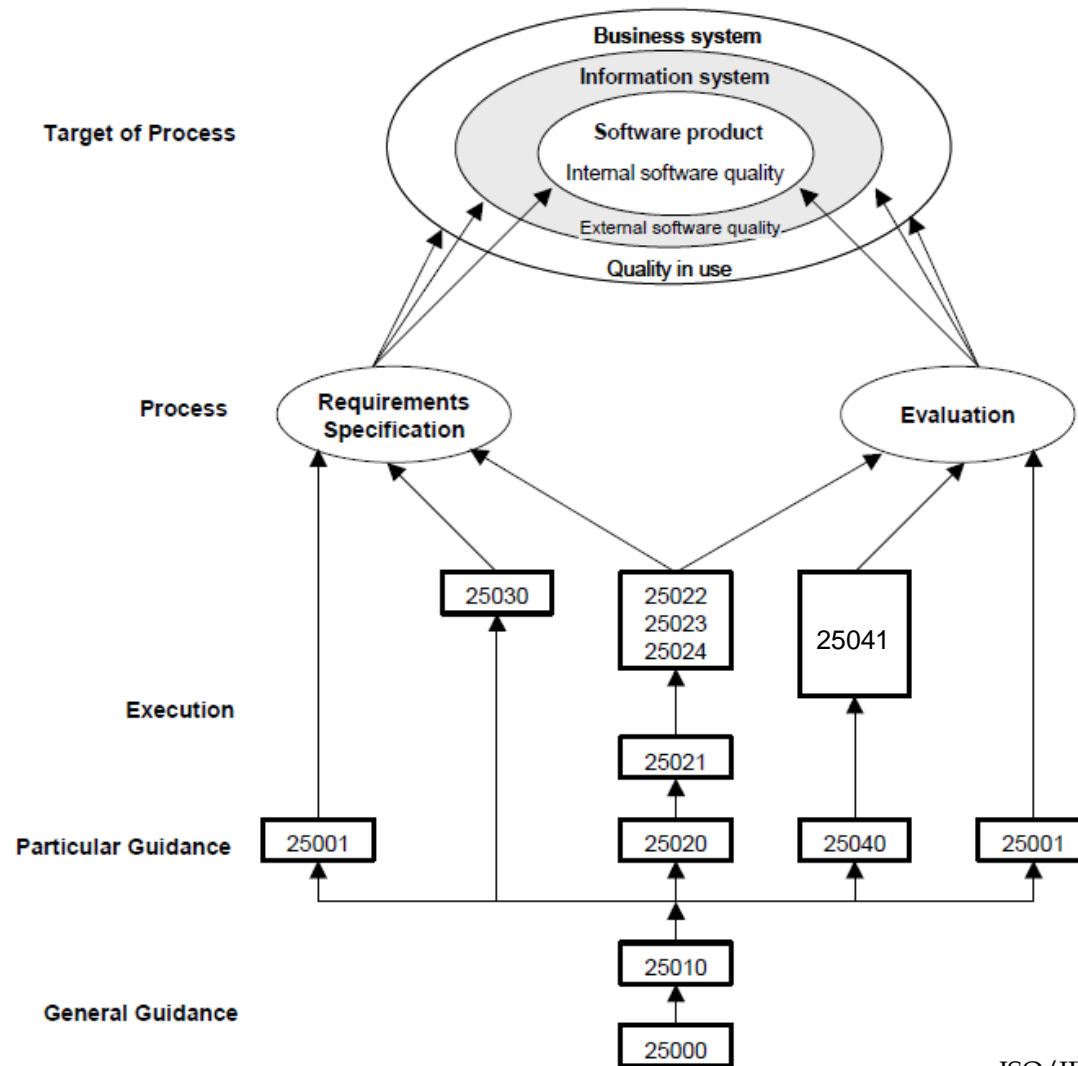 Business system
Information system
Target of Process
Software product
Internal software quality
External software quality
Quality in use
Process
Requirements
Specification
Evaluation
25030
25022
25023
25024
25041
Execution
25021
Particular Guidance
25001
25020
25040
25001
25010
General Guidance
25000